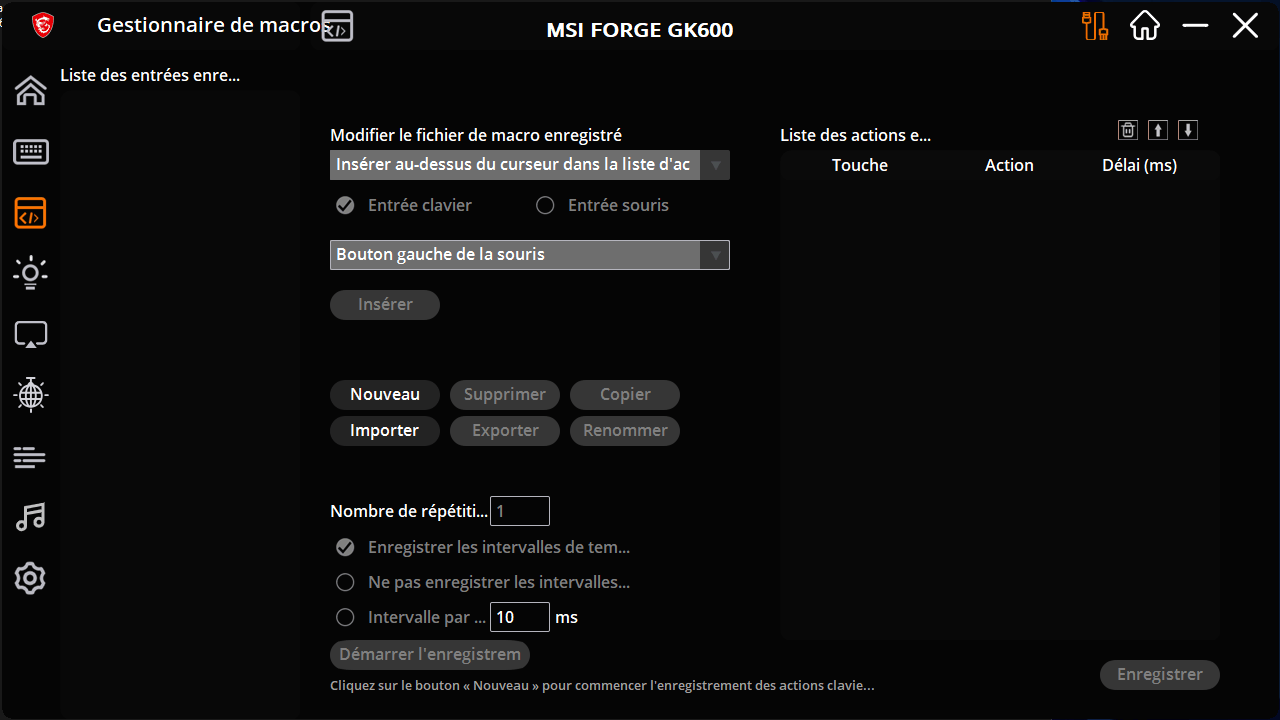 Gestionnaire de macros
MSI FORGE GK600
Liste des entrées enre...
Modifier le fichier de macro enregistré
Insérer au-dessus du curseur dans la liste d'ac
Entrée clavier
Entrée souris
Bouton gauche de la souris
Insérer
Nouveau
Supprimer
Copier
Importer
Exporter
Renommer
Nombre de répétiti...
1
Enregistrer les intervalles de tem...
Ne pas enregistrer les intervalles...
Intervalle par ...
10
ms
Démarrer l'enregistrem
Cliquez sur le bouton « Nouveau » pour commencer l'enregistrement des actions clavie...
Liste des actions e...
Touche
Action
Délai (ms)
Enregistrer